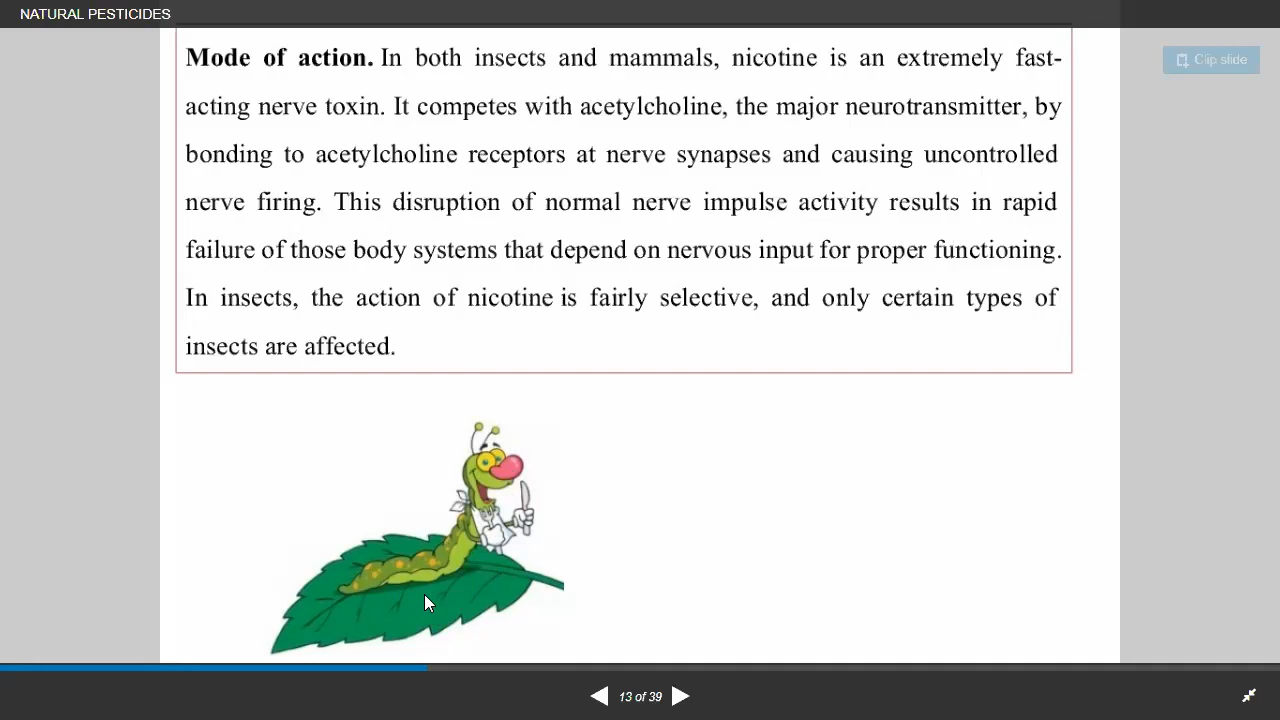 NATURAL PESTICIDES
Clip slide
Mode of action. In both insects and mammals, nicotine is an extremely fast-
acting nerve toxin. It competes with acetylcholine, the major neurotransmitter, by
bonding to acetylcholine receptors at nerve synapses and causing uncontrolled
nerve firing. This disruption of normal nerve impulse activity results in rapid
failure of those body systems that depend on nervous input for proper functioning.
In insects, the action of nicotine is fairly selective, and only certain types of
insects are affected.
13 of 39